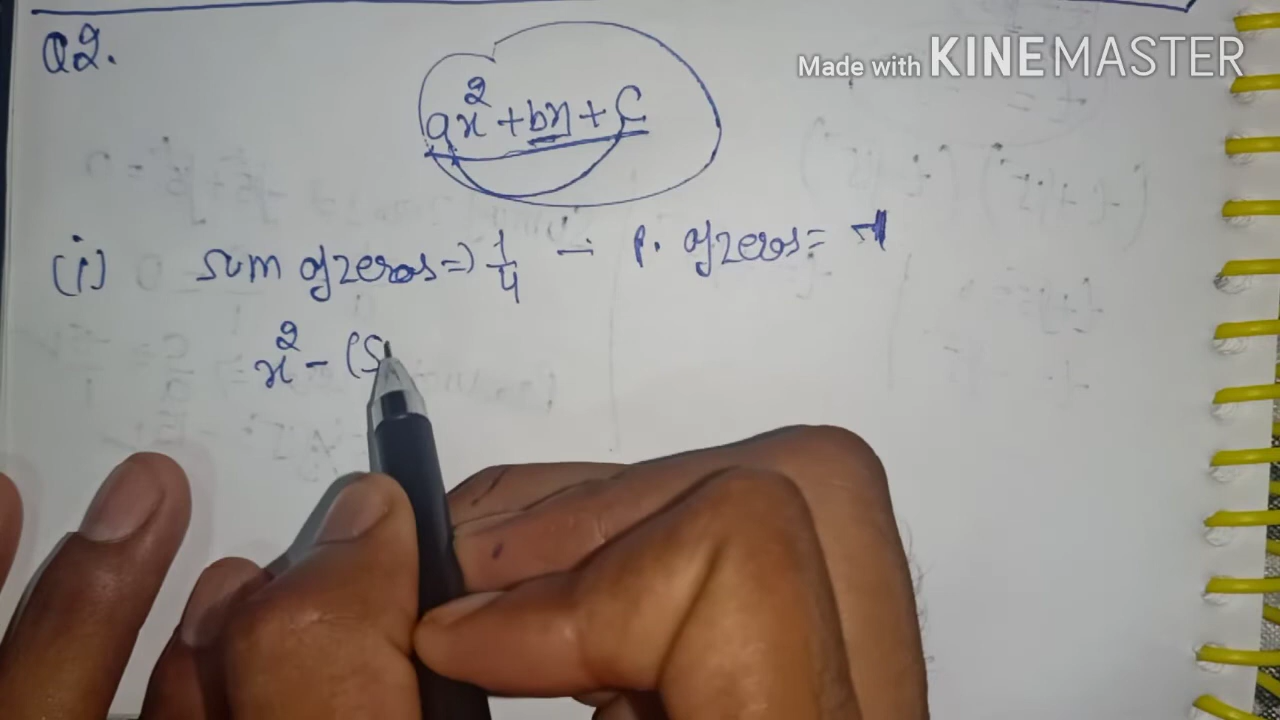 Q2.
Made with KINEMASTER
ax² + bx + c
(i) sum of zeros => 1/4 - P. of zeros = -1
x² - (S